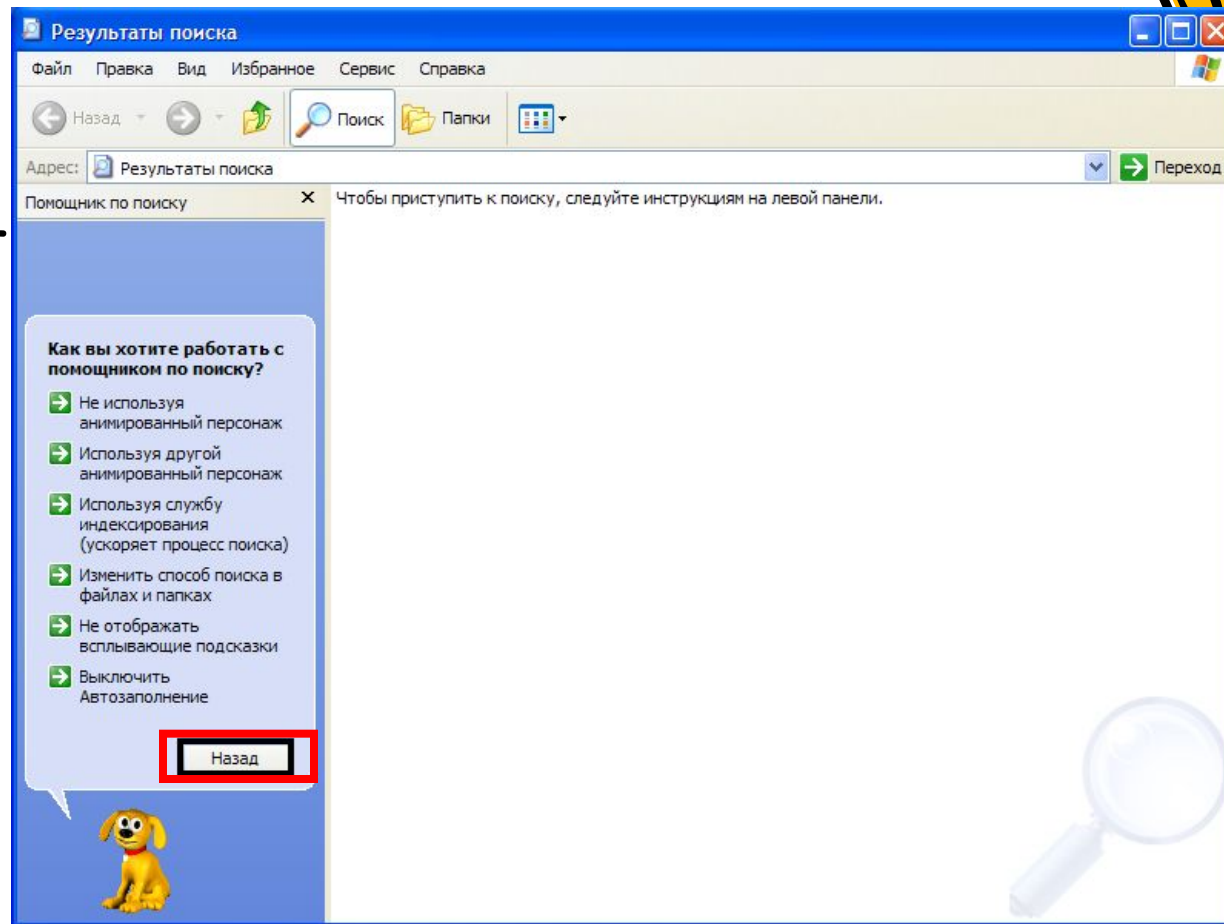 Результаты поиска
Файл Правка Вид Избранное Сервис Справка
Назад Поиск Папки
Адрес: Результаты поиска Переход
Помощник по поиску
Чтобы приступить к поиску, следуйте инструкциям на левой панели.
Как вы хотите работать с
помощником по поиску?
Не используя
анимированный персонаж
Используя другой
анимированный персонаж
Используя службу
индексирования
(ускоряет процесс поиска)
Изменить способ поиска в
файлах и папках
Не отображать
всплывающие подсказки
Выключить
Автозаполнение
Назад